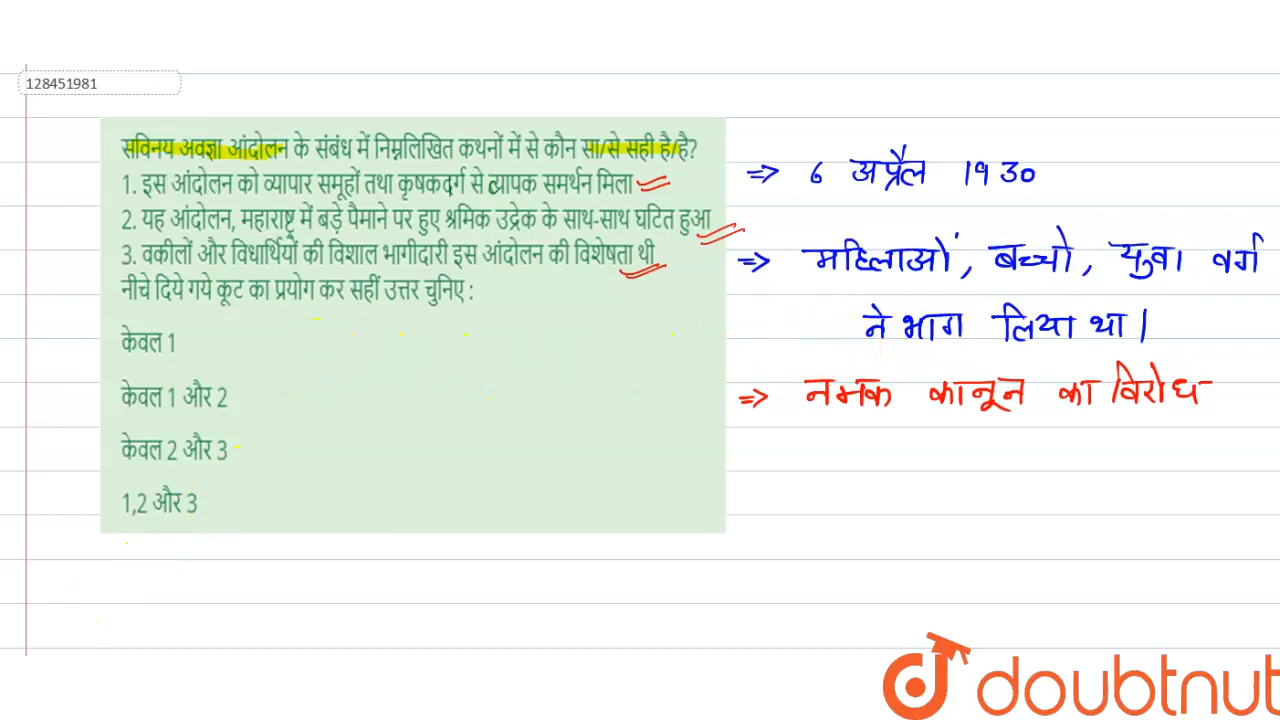 128451981
सविनय अवज्ञा आंदोलन के संबंध में निम्नलिखित कथनों में से कौन सा/से सही है/है?
1. इस आंदोलन को व्यापार समूहों तथा कृषकवर्ग से व्यापक समर्थन मिला
2. यह आंदोलन, महाराष्ट्र में बड़े पैमाने पर हुए श्रमिक उद्रेक के साथ-साथ घटित हुआ
3. वकीलों और विधार्थियों की विशाल भागीदारी इस आंदोलन की विशेषता थी
नीचे दिये गये कूट का प्रयोग कर सहीं उत्तर चुनिए :
केवल 1
केवल 1 और 2
केवल 2 और 3
1,2 और 3
⇒ 6 अप्रैल 1930
⇒ महिलाओं, बच्चो, युवा वर्ग
ने भाग लिया था।
⇒ नमक कानून का विरोध
doubtnut